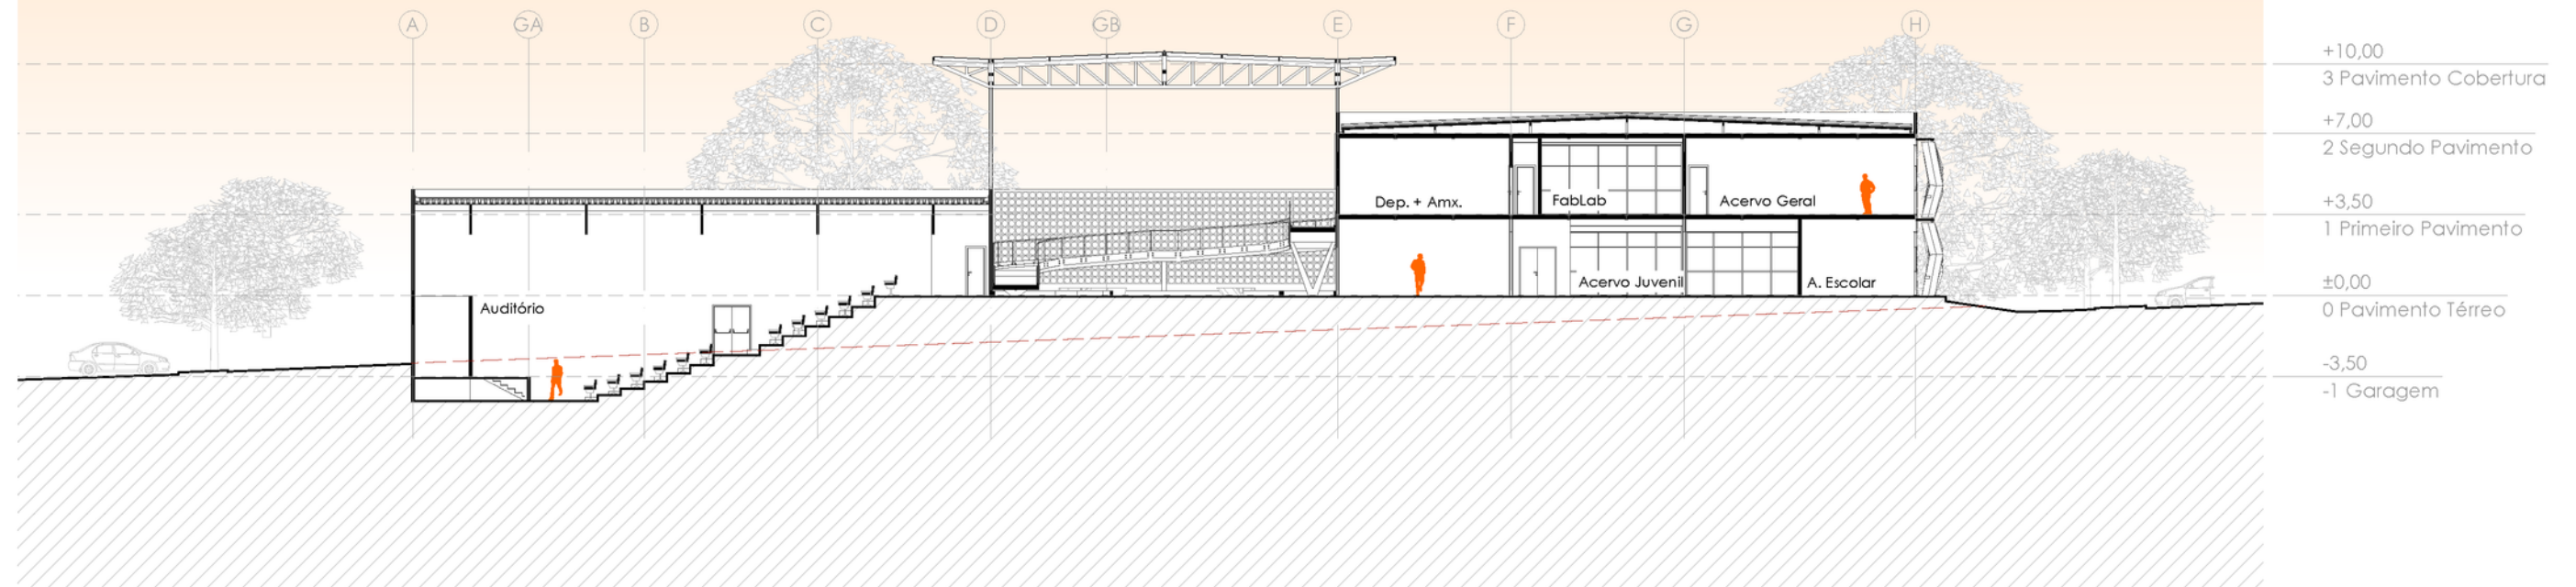 A GA B C D GB E F G H
+10,00
3 Pavimento Cobertura
+7,00
2 Segundo Pavimento
Dep. + Amx. FabLab Acervo Geral
+3,50
1 Primeiro Pavimento
Acervo Juvenil A. Escolar
±0,00
Auditório
0 Pavimento Térreo
-3,50
-1 Garagem